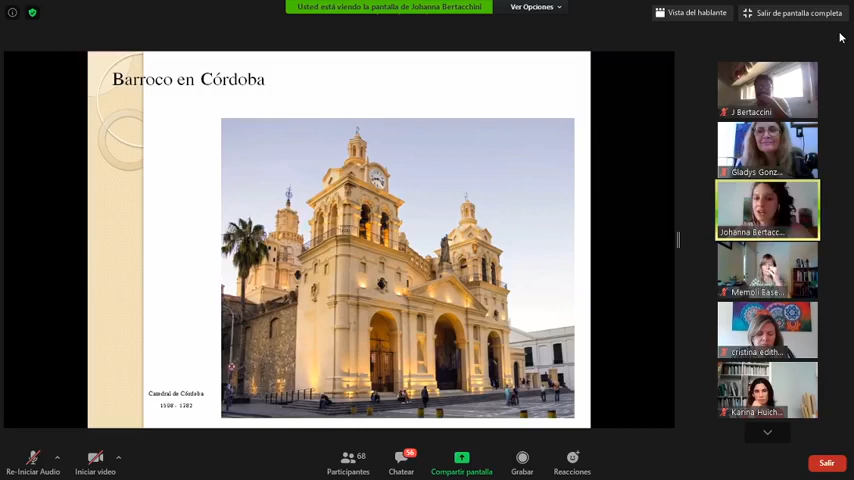 Usted está viendo la pantalla de Johanna Bertacchini
Ver Opciones
Vista del hablante
Salir de pantalla completa
Barroco en Córdoba
Catedral de Córdoba
J Bertaccini
Gladys Gonz...
Johanna Bertacc...
Memoli Base...
cristina edith...
Karina Huich...
Re-Iniciar Audio
Iniciar video
68
Participantes
56
Chatear
Compartir pantalla
Grabar
Reacciones
Salir